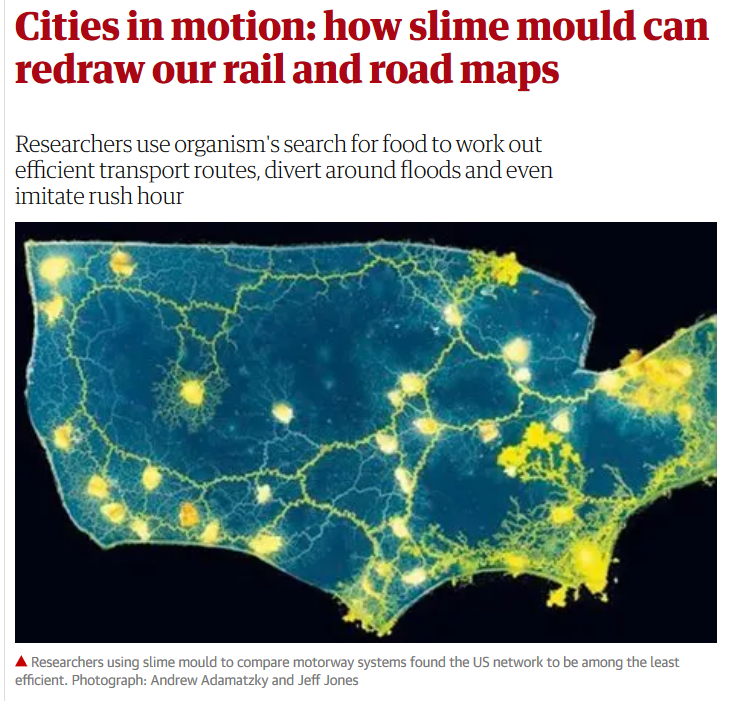 Cities in motion: how slime mould can
redraw our rail and road maps
Researchers use organism's search for food to work out
efficient transport routes, divert around floods and even
imitate rush hour
Researchers using slime mould to compare motorway systems found the US network to be among the least
efficient. Photograph: Andrew Adamatzky and Jeff Jones